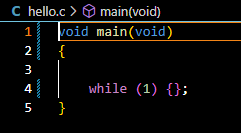 C hello.c > main(void)
1 void main(void)
2 {
3
4     while (1) {};
5 }